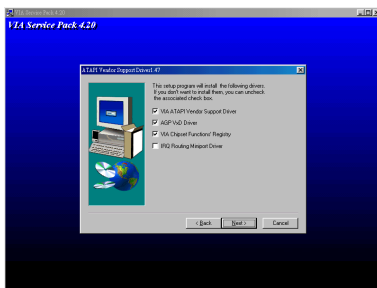 VIA Service Pack 4.20
VIA Service Pack 4.20
ATAPI Vendor Support Driver1.47
This setup program will install the following drivers.
If you don't want to install them, you can uncheck
the associated check box.
VIA ATAPI Vendor Support Driver
AGP VxD Driver
VIA Chipset Functions' Registry
IRQ Routing Miniport Driver
< Back
Next >
Cancel